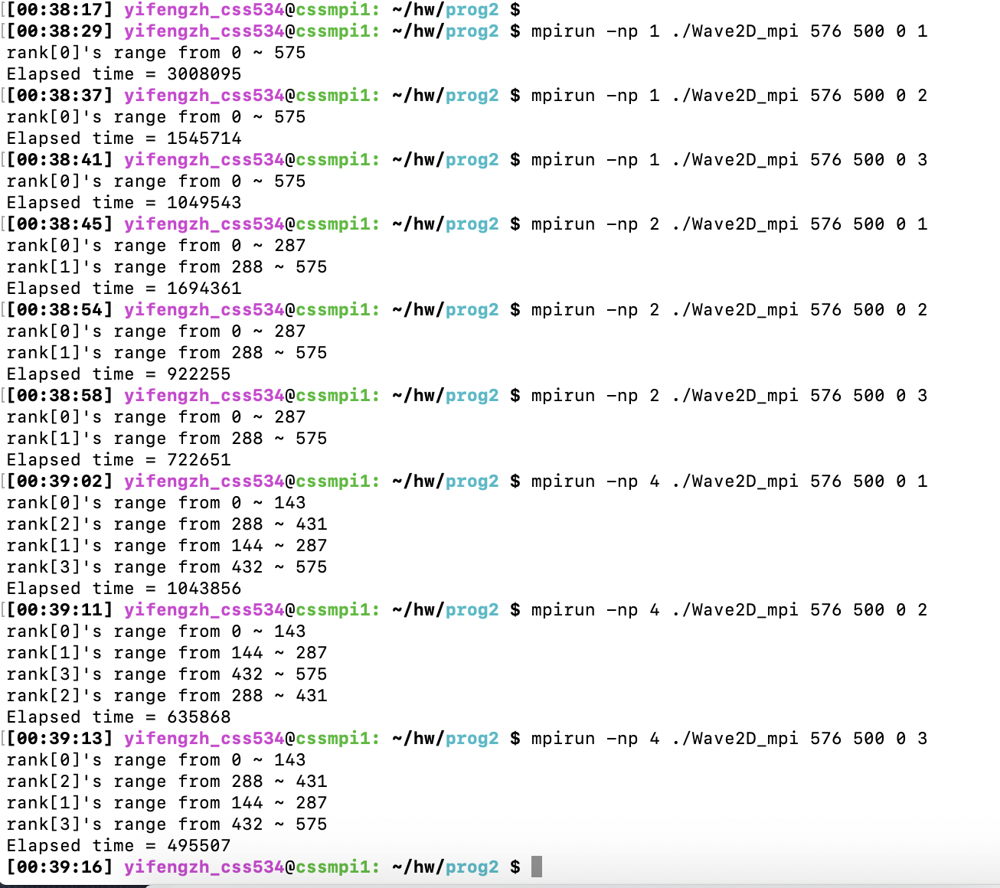 [00:38:17] yifengzh_css534@cssmpi1: ~/hw/prog2 $
[00:38:29] yifengzh_css534@cssmpi1: ~/hw/prog2 $ mpirun -np 1 ./Wave2D_mpi 576 500 0 1
rank[0]'s range from 0 ~ 575
Elapsed time = 3008095
[00:38:37] yifengzh_css534@cssmpi1: ~/hw/prog2 $ mpirun -np 1 ./Wave2D_mpi 576 500 0 2
rank[0]'s range from 0 ~ 575
Elapsed time = 1545714
[00:38:41] yifengzh_css534@cssmpi1: ~/hw/prog2 $ mpirun -np 1 ./Wave2D_mpi 576 500 0 3
rank[0]'s range from 0 ~ 575
Elapsed time = 1049543
[00:38:45] yifengzh_css534@cssmpi1: ~/hw/prog2 $ mpirun -np 2 ./Wave2D_mpi 576 500 0 1
rank[0]'s range from 0 ~ 287
rank[1]'s range from 288 ~ 575
Elapsed time = 1694361
[00:38:54] yifengzh_css534@cssmpi1: ~/hw/prog2 $ mpirun -np 2 ./Wave2D_mpi 576 500 0 2
rank[0]'s range from 0 ~ 287
rank[1]'s range from 288 ~ 575
Elapsed time = 922255
[00:38:58] yifengzh_css534@cssmpi1: ~/hw/prog2 $ mpirun -np 2 ./Wave2D_mpi 576 500 0 3
rank[0]'s range from 0 ~ 287
rank[1]'s range from 288 ~ 575
Elapsed time = 722651
[00:39:02] yifengzh_css534@cssmpi1: ~/hw/prog2 $ mpirun -np 4 ./Wave2D_mpi 576 500 0 1
rank[0]'s range from 0 ~ 143
rank[2]'s range from 288 ~ 431
rank[1]'s range from 144 ~ 287
rank[3]'s range from 432 ~ 575
Elapsed time = 1043856
[00:39:11] yifengzh_css534@cssmpi1: ~/hw/prog2 $ mpirun -np 4 ./Wave2D_mpi 576 500 0 2
rank[0]'s range from 0 ~ 143
rank[1]'s range from 144 ~ 287
rank[3]'s range from 432 ~ 575
rank[2]'s range from 288 ~ 431
Elapsed time = 635868
[00:39:13] yifengzh_css534@cssmpi1: ~/hw/prog2 $ mpirun -np 4 ./Wave2D_mpi 576 500 0 3
rank[0]'s range from 0 ~ 143
rank[2]'s range from 288 ~ 431
rank[1]'s range from 144 ~ 287
rank[3]'s range from 432 ~ 575
Elapsed time = 495507
[00:39:16] yifengzh_css534@cssmpi1: ~/hw/prog2 $